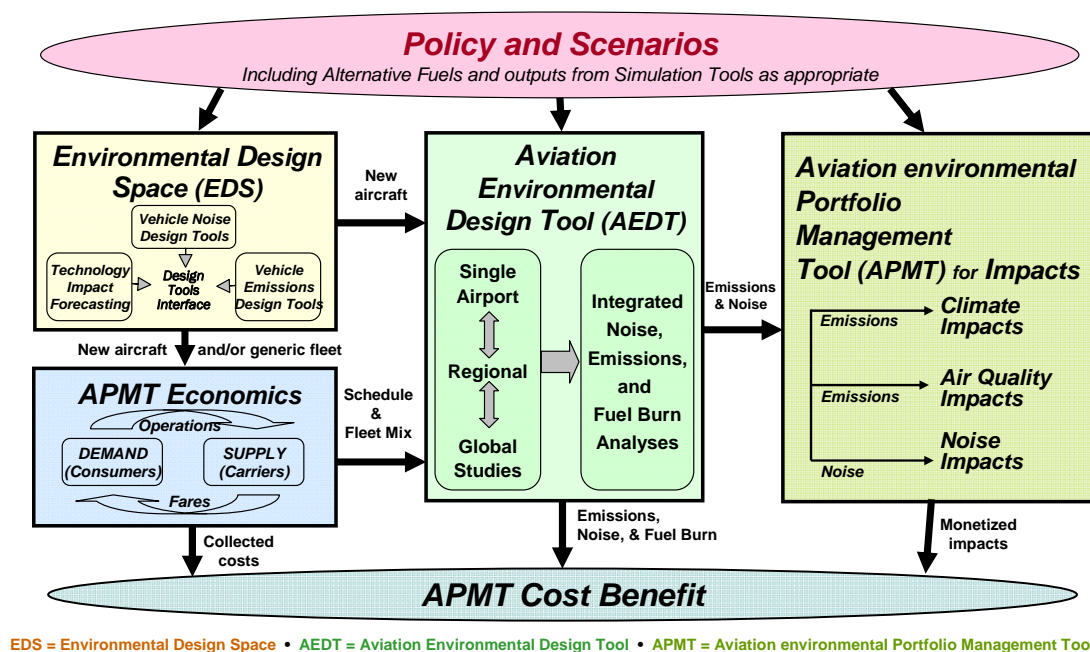 Policy and Scenarios
Including Alternative Fuels and outputs from Simulation Tools as appropriate
Environmental Design
Space (EDS)
Vehicle Noise
Design Tools
Technology
Impact
Forecasting
Design
Tools
Interface
Vehicle
Emissions
Design Tools
New
aircraft
New aircraft
and/or generic fleet
APMT Economics
Operations
DEMAND
(Consumers)
SUPPLY
(Carriers)
Fares
Schedule
&
Fleet Mix
Collected
costs
Aviation
Environmental
Design Tool (AEDT)
Single
Airport
Regional
Global
Studies
Integrated
Noise,
Emissions,
and
Fuel Burn
Analyses
Emissions
& Noise
Emissions,
Noise, & Fuel Burn
Aviation environmental
Portfolio
Management
Tool (APMT) for Impacts
Emissions
Climate
Impacts
Emissions
Air Quality
Impacts
Noise
Noise
Impacts
Monetized
impacts
APMT Cost Benefit
EDS = Environmental Design Space • AEDT = Aviation Environmental Design Tool • APMT = Aviation environmental Portfolio Management Too